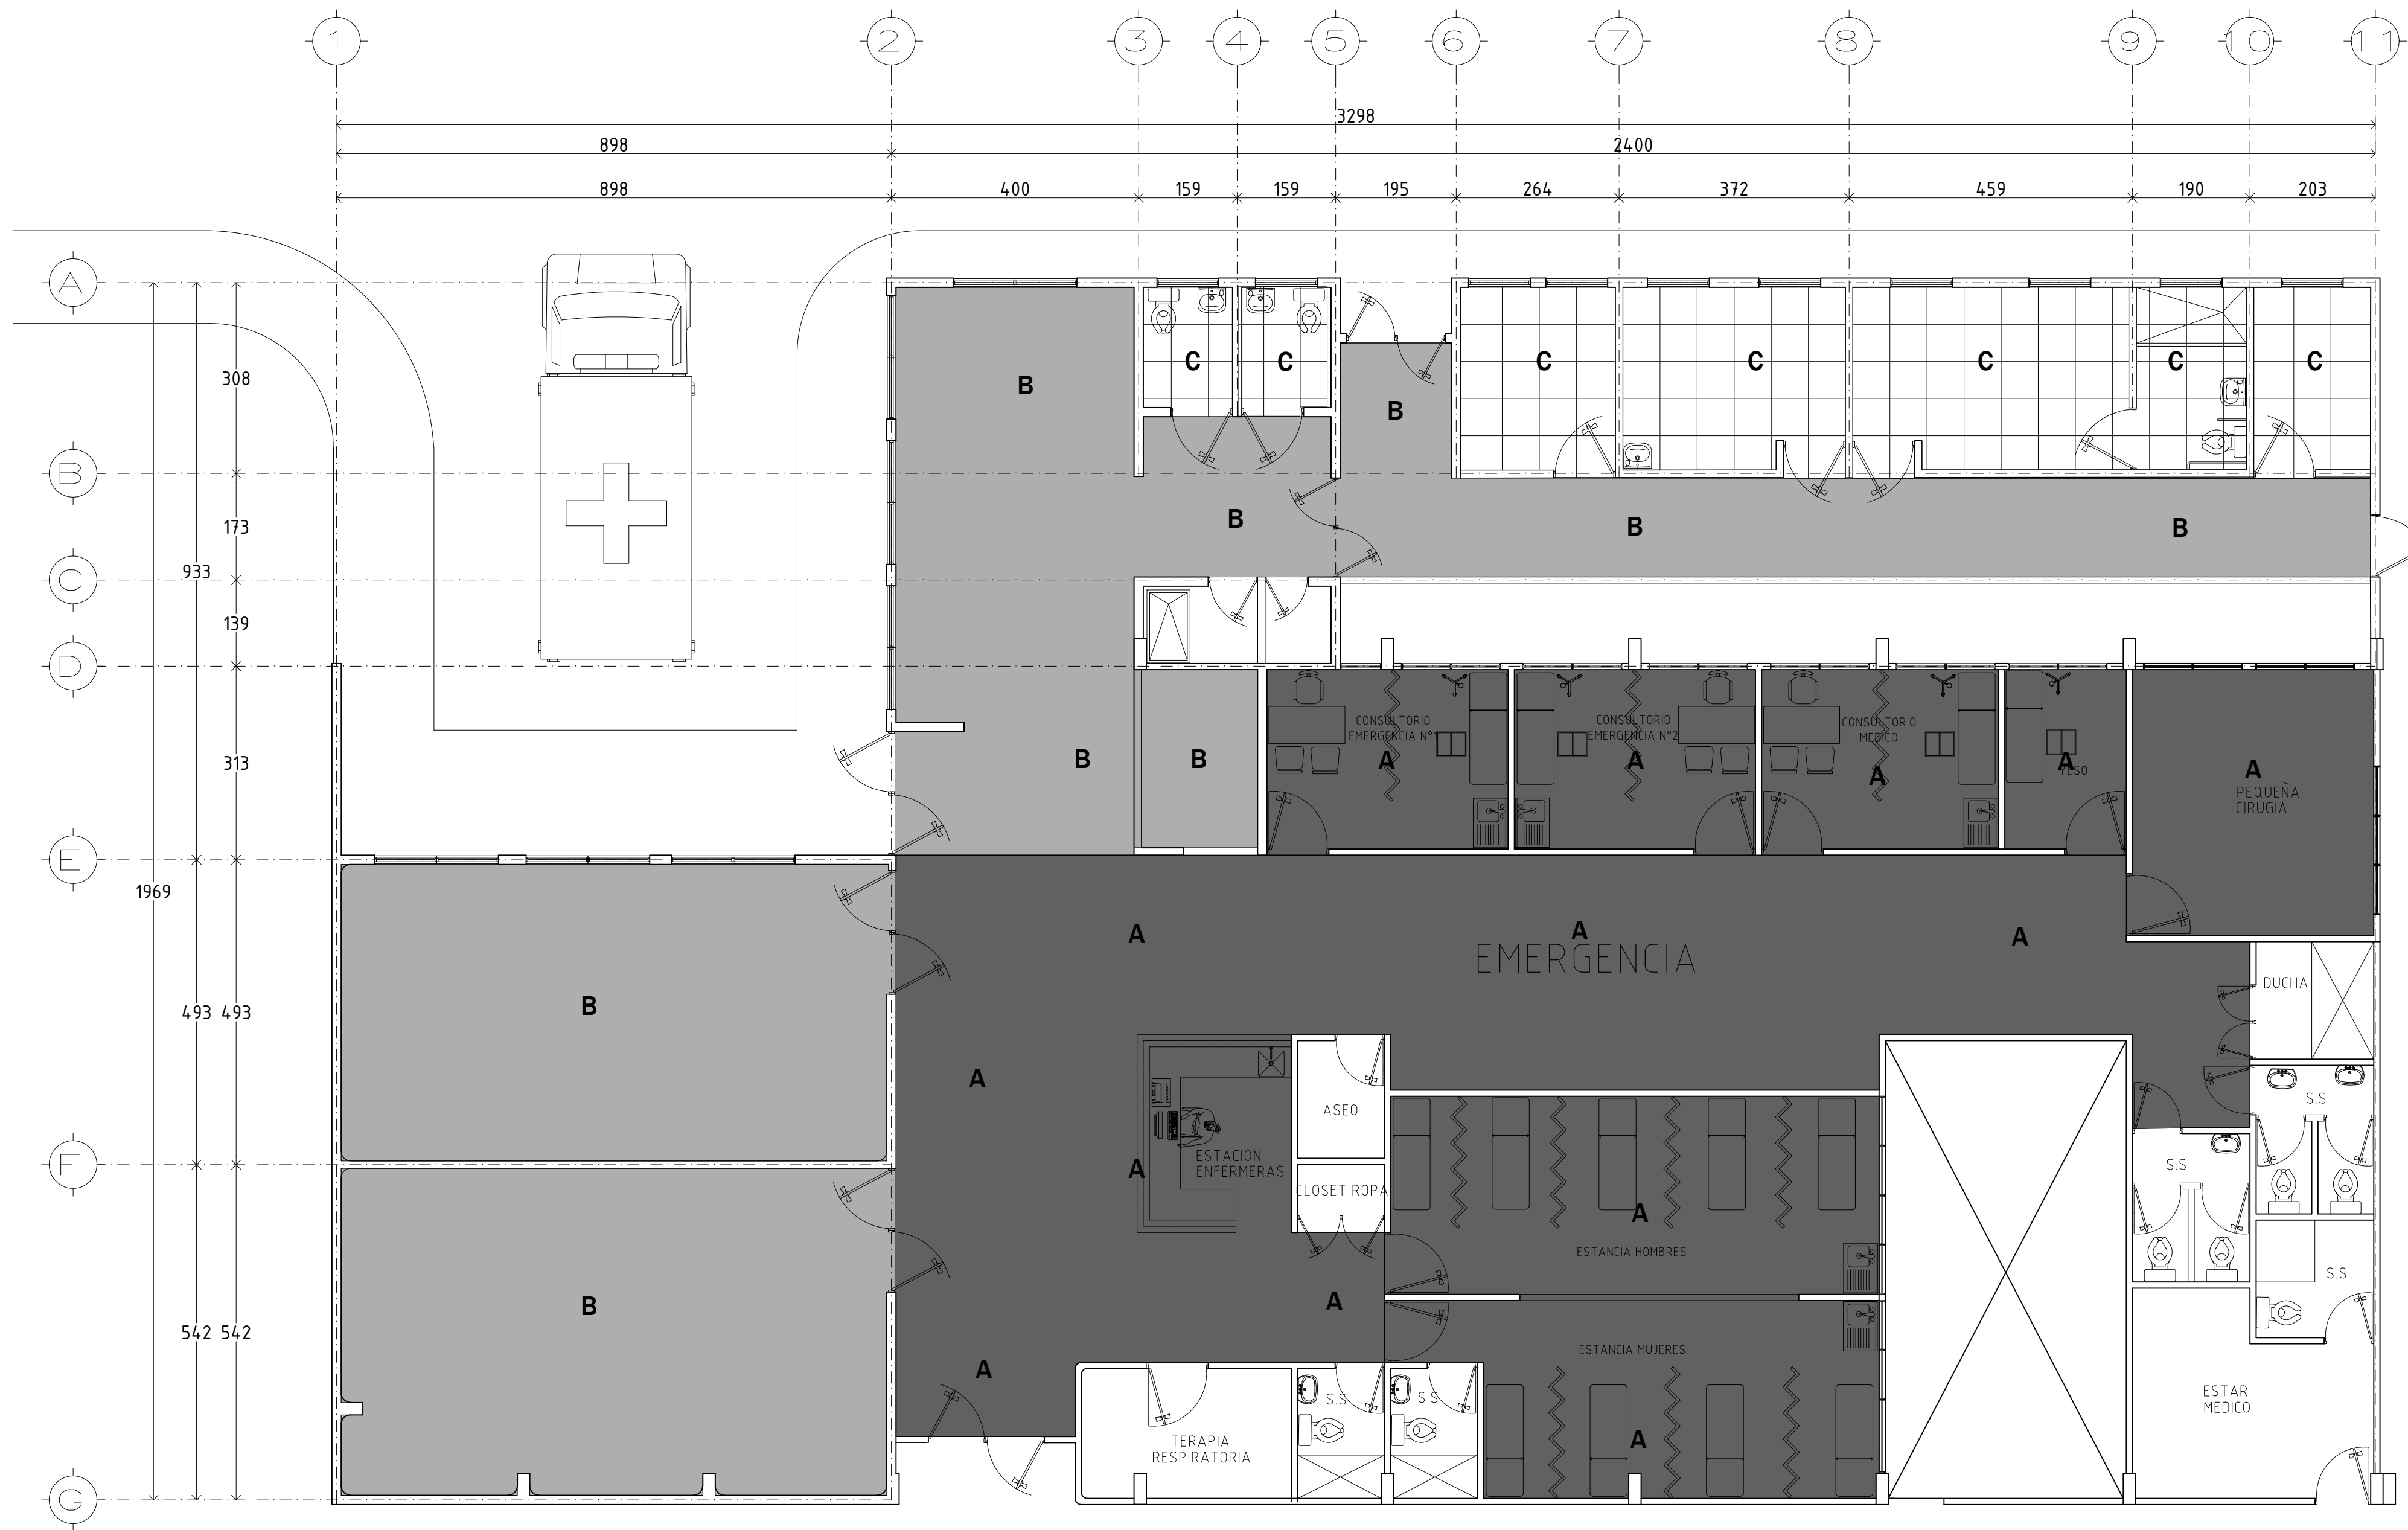 1 2 3 4 5 6 7 8 9 10 11
3298
898 2400
898 400 159 159 195 264 372 459 190 203
A
308
C C C C C C C
B
B
B
173
B B B
C
933
139
D
CONSULTORIO
EMERGENCIA N°1
CONSULTORIO
EMERGENCIA N°2
CONSULTORIO
MEDICO
313
B B A A A A A
YESO
PEQUEÑA
CIRUGIA
E
1969
A A A
EMERGENCIA
DUCHA
B
493 493
A
S.S
ASEO
A
ESTACION
ENFERMERAS
S.S
F
CLOSET ROPA
A
ESTANCIA HOMBRES
S.S
B
A
542 542
ESTANCIA MUJERES
A
S.S
S.S
ESTAR
MEDICO
TERAPIA
RESPIRATORIA
A
G